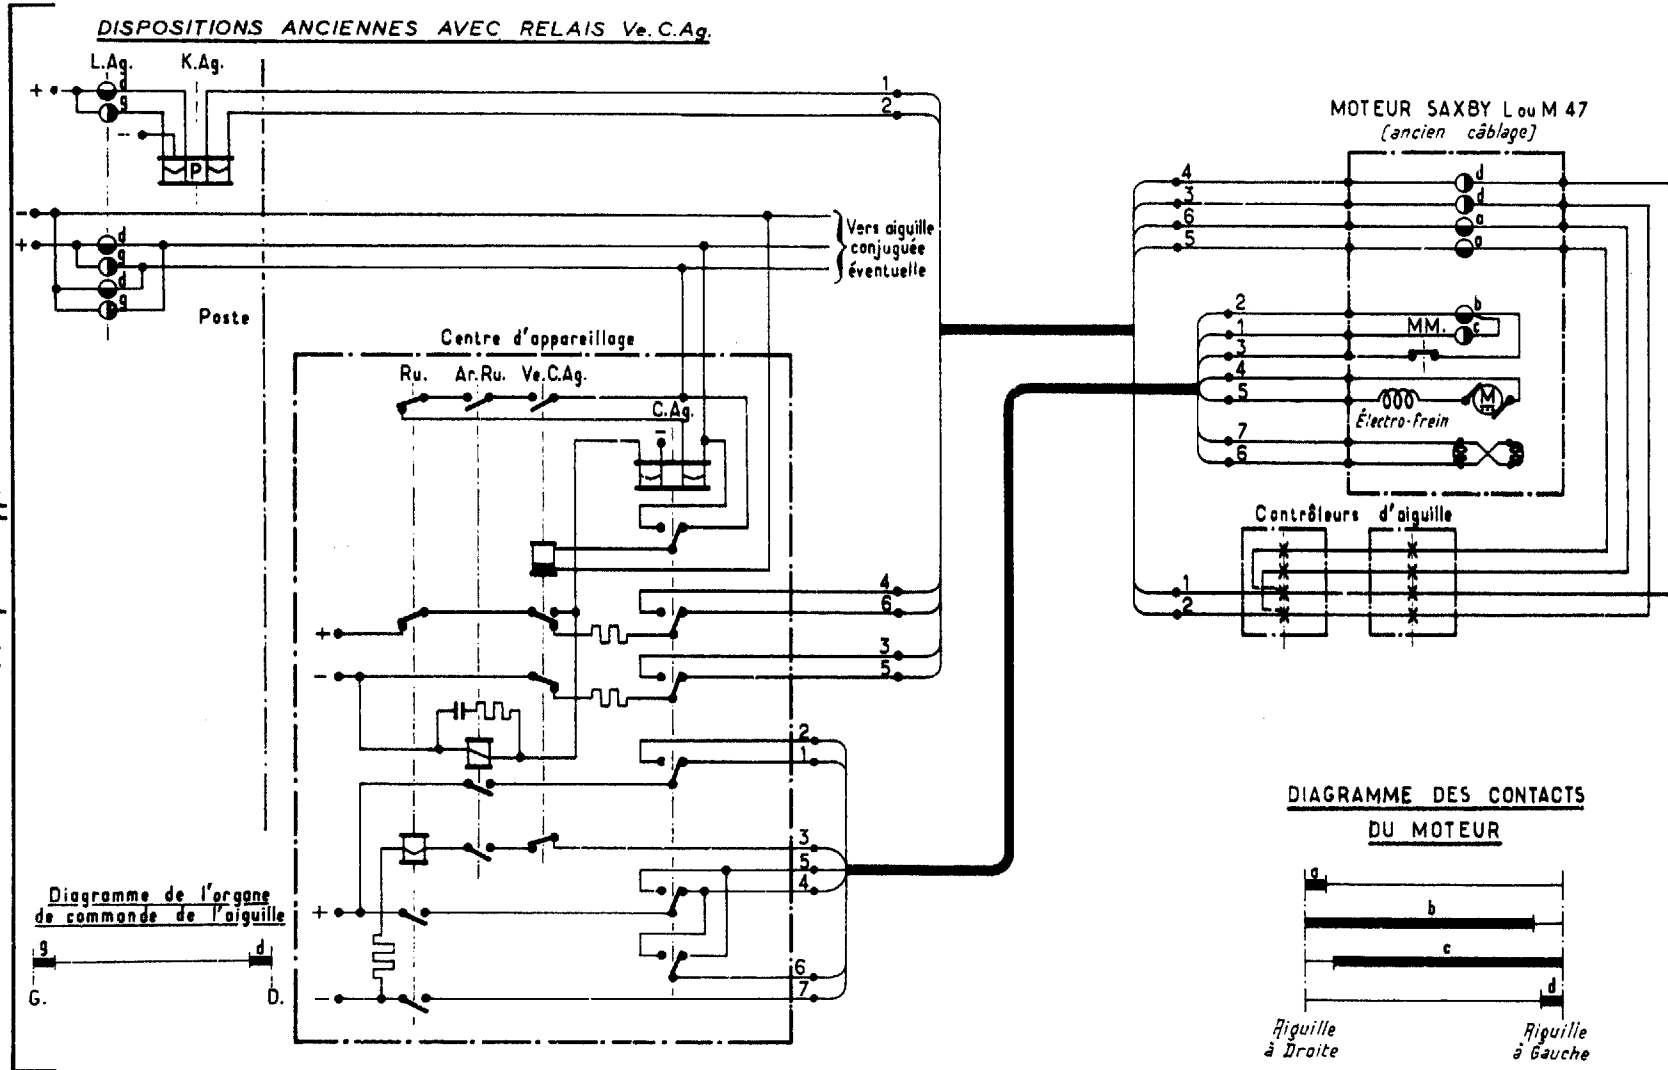 DISPOSITIONS ANCIENNES AVEC RELAIS Ve.C.Ag.
L.Ag. K.Ag.
+ d
g
-
P
1
2
-
+ d
g
d
g
Poste
Vers aiguille
conjuguée
éventuelle
Centre d'appareillage
Ru. Ar.Ru. Ve.C.Ag.
C.Ag.
-
4
6
+
3
5
-
2
1
3
5
4
+
6
7
-
Diagramme de l'organe
de commande de l'aiguille
g d
G. D.
MOTEUR SAXBY L ou M 47
(ancien câblage)
4 d
3 d
6 a
5 a
2 b
1 MM. c
3
4
5 M
Électro-frein
7
6
Contrôleurs d'aiguille
1
2
DIAGRAMME DES CONTACTS
DU MOTEUR
a
b
c
d
Aiguille
à Droite
Aiguille
à Gauche